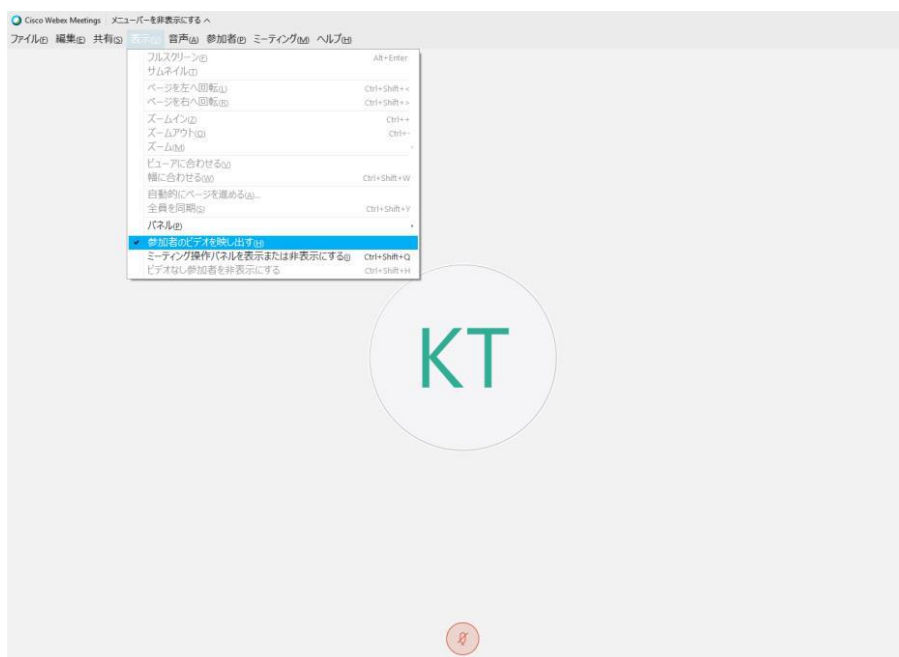 Cisco Webex Meetings メニューバーを非表示にする ^
ファイル(F) 編集(E) 共有(S) 表示(V) 音声(A) 参加者(P) ミーティング(M) ヘルプ(H)
フルスクリーン(F) Alt+Enter
サムネイル(T)
ページを左へ回転(L) Ctrl+Shift+<
ページを右へ回転(R) Ctrl+Shift+>
ズームイン(Z) Ctrl++
ズームアウト(O) Ctrl+-
ズーム(M)
ビューアに合わせる(V)
幅に合わせる(W) Ctrl+Shift+W
自動的にページを進める(A)...
全員を同期(S) Ctrl+Shift+Y
パネル(P)
参加者のビデオを映し出す(H)
ミーティング操作パネルを表示または非表示にする(I) Ctrl+Shift+Q
ビデオなし参加者を非表示にする Ctrl+Shift+H
KT